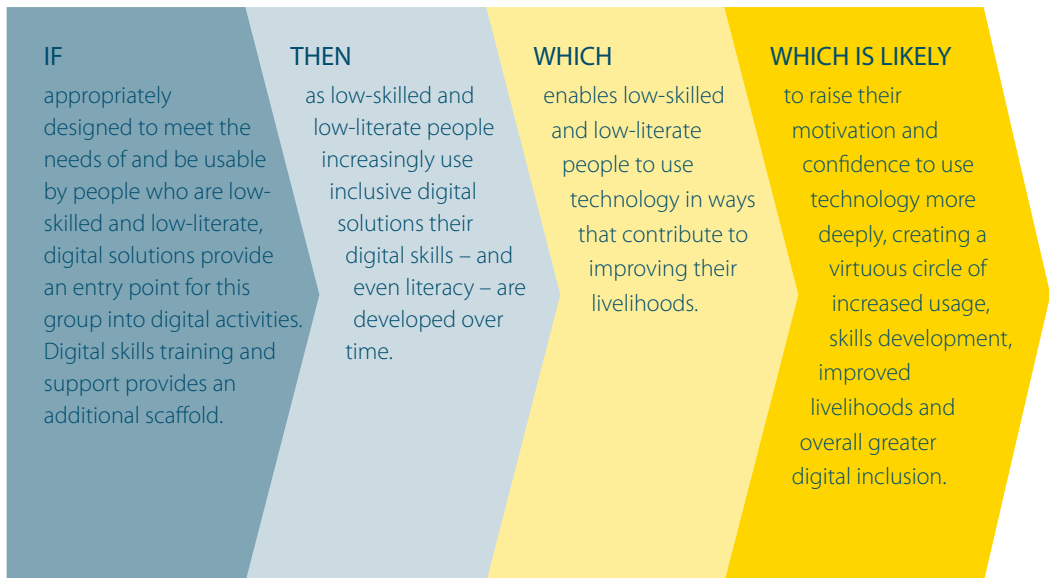 IF
appropriately
designed to meet the
needs of and be usable
by people who are low-
skilled and low-literate,
digital solutions provide
an entry point for this
group into digital activities.
Digital skills training and
support provides an
additional scaffold.
THEN
as low-skilled and
low-literate people
increasingly use
inclusive digital
solutions their
digital skills – and
even literacy – are
developed over
time.
WHICH
enables low-skilled
and low-literate
people to use
technology in ways
that contribute to
improving their
livelihoods.
WHICH IS LIKELY
to raise their
motivation and
confidence to use
technology more
deeply, creating a
virtuous circle of
increased usage,
skills development,
improved
livelihoods and
overall greater
digital inclusion.